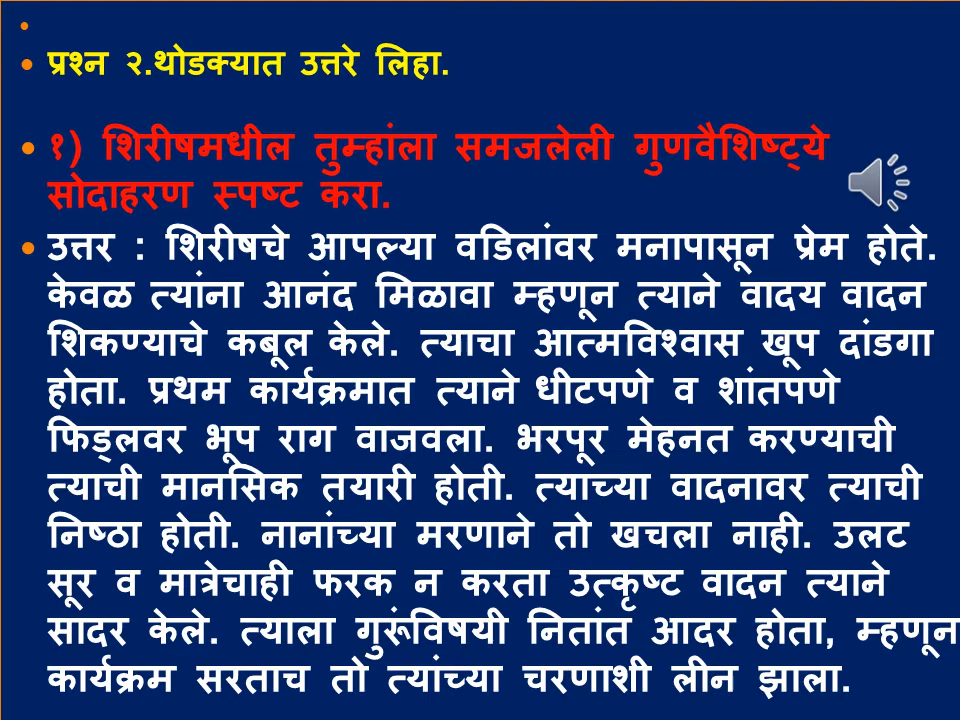 प्रश्न २.थोडक्यात उत्तरे लिहा.
१) शिरीषमधील तुम्हांला समजलेली गुणवैशिष्ट्ये
सोदाहरण स्पष्ट करा.
उत्तर : शिरीषचे आपल्या वडिलांवर मनापासून प्रेम होते.
केवळ त्यांना आनंद मिळावा म्हणून त्याने वादय वादन
शिकण्याचे कबूल केले. त्याचा आत्मविश्वास खूप दांडगा
होता. प्रथम कार्यक्रमात त्याने धीटपणे व शांतपणे
फिड्लवर भूप राग वाजवला. भरपूर मेहनत करण्याची
त्याची मानसिक तयारी होती. त्याच्या वादनावर त्याची
निष्ठा होती. नानांच्या मरणाने तो खचला नाही. उलट
सूर व मात्रेचाही फरक न करता उत्कृष्ट वादन त्याने
सादर केले. त्याला गुरूंविषयी नितांत आदर होता, म्हणून
कार्यक्रम सरताच तो त्यांच्या चरणाशी लीन झाला.